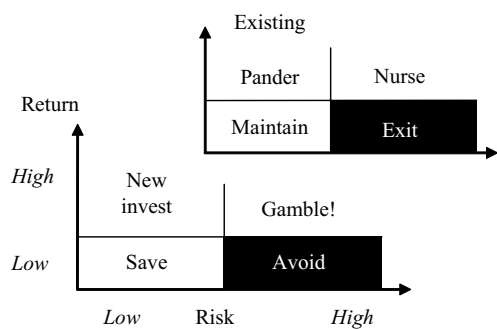 Existing
Pander
Nurse
Maintain
Exit
Return
High
New
invest
Gamble!
Low
Save
Avoid
Low
Risk
High